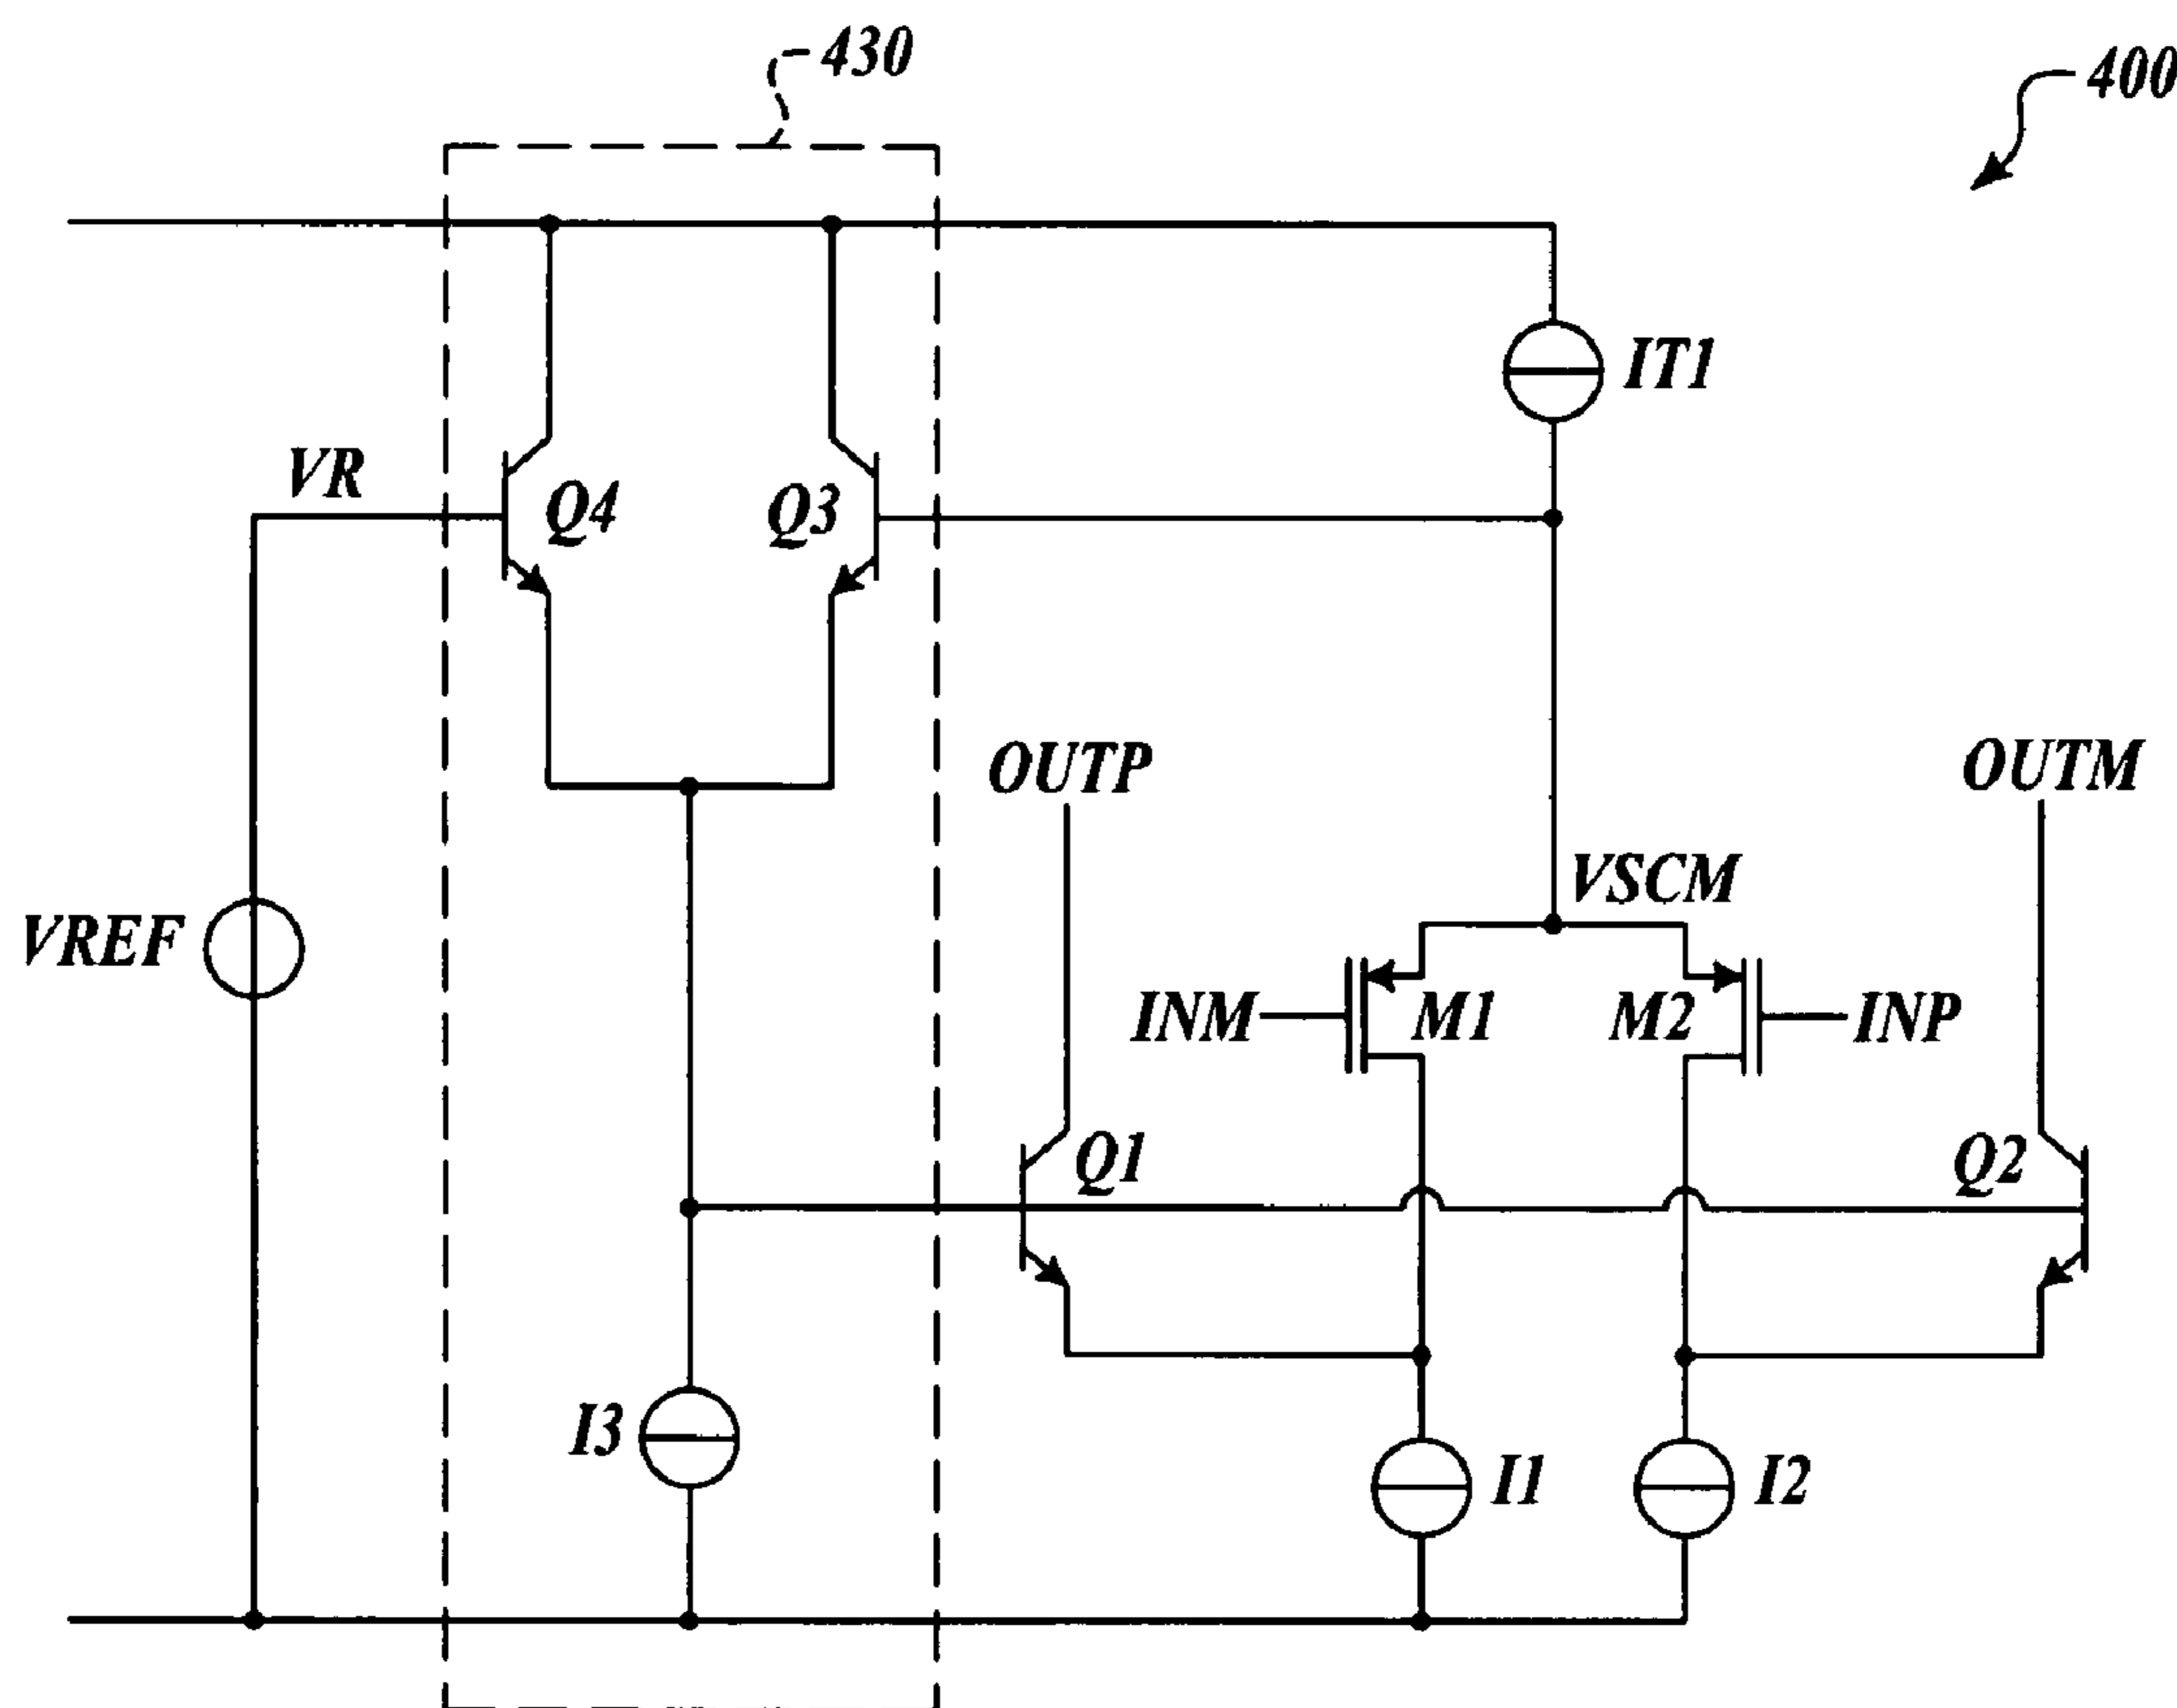 430
400
IT1
VR
Q4
Q3
OUTP
OUTM
VSCM
VREF
INM
M1
M2
INP
Q1
Q2
I3
I1
I2